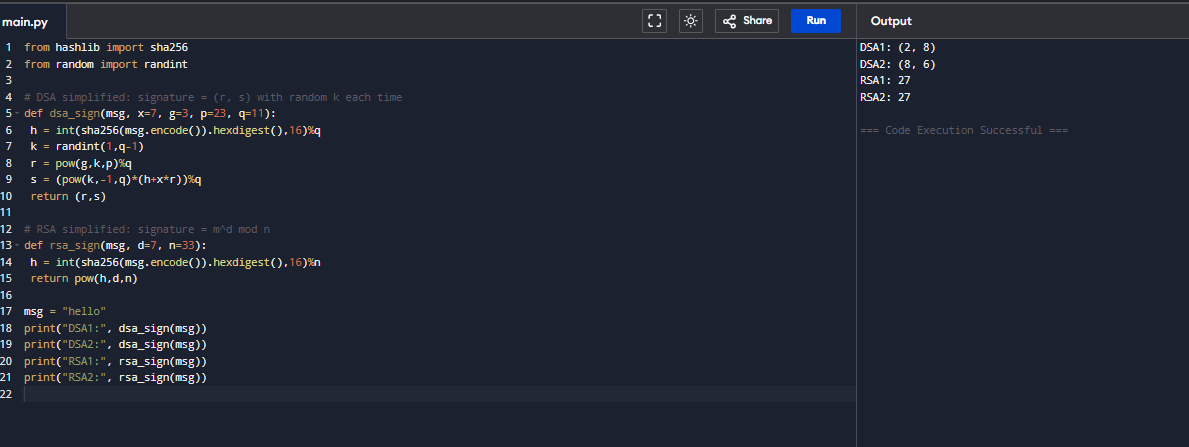 main.py
Share
Run
Output
1 from hashlib import sha256
2 from random import randint
3
4 # DSA simplified: signature = (r, s) with random k each time
5 def dsa_sign(msg, x=7, g=3, p=23, q=11):
6 h = int(sha256(msg.encode()).hexdigest(),16)%q
7 k = randint(1,q-1)
8 r = pow(g,k,p)%q
9 s = (pow(k,-1,q)*(h+x*r))%q
10 return (r,s)
11
12 # RSA simplified: signature = m^d mod n
13 def rsa_sign(msg, d=7, n=33):
14 h = int(sha256(msg.encode()).hexdigest(),16)%n
15 return pow(h,d,n)
16
17 msg = "hello"
18 print("DSA1:", dsa_sign(msg))
19 print("DSA2:", dsa_sign(msg))
20 print("RSA1:", rsa_sign(msg))
21 print("RSA2:", rsa_sign(msg))
22
DSA1: (2, 8)
DSA2: (8, 6)
RSA1: 27
RSA2: 27
=== Code Execution Successful ===